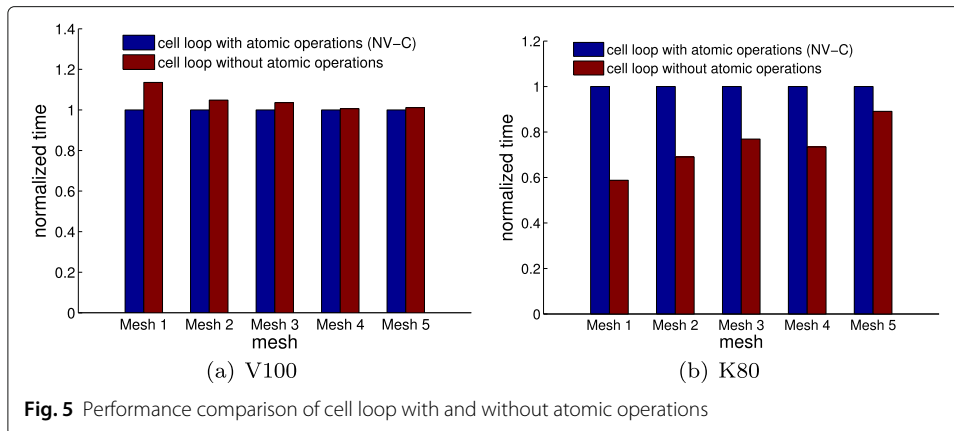 1.4
1.2
1
0.8
0.6
0.4
0.2
0
normalized time
cell loop with atomic operations (NV−C)
cell loop without atomic operations
Mesh 1 Mesh 2 Mesh 3 Mesh 4 Mesh 5
mesh
(a) V100
1.2
1
0.8
0.6
0.4
0.2
0
normalized time
cell loop with atomic operations (NV−C)
cell loop without atomic operations
Mesh 1 Mesh 2 Mesh 3 Mesh 4 Mesh 5
mesh
(b) K80
Fig. 5 Performance comparison of cell loop with and without atomic operations